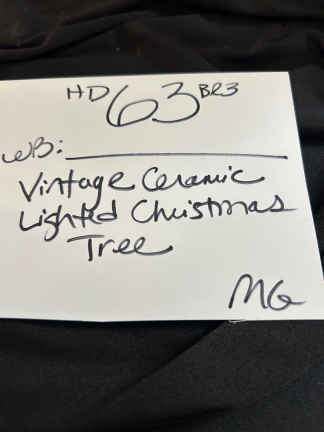 HD 63 BR3
WB:
Vintage Ceramic
Lighted Christmas
Tree
MG